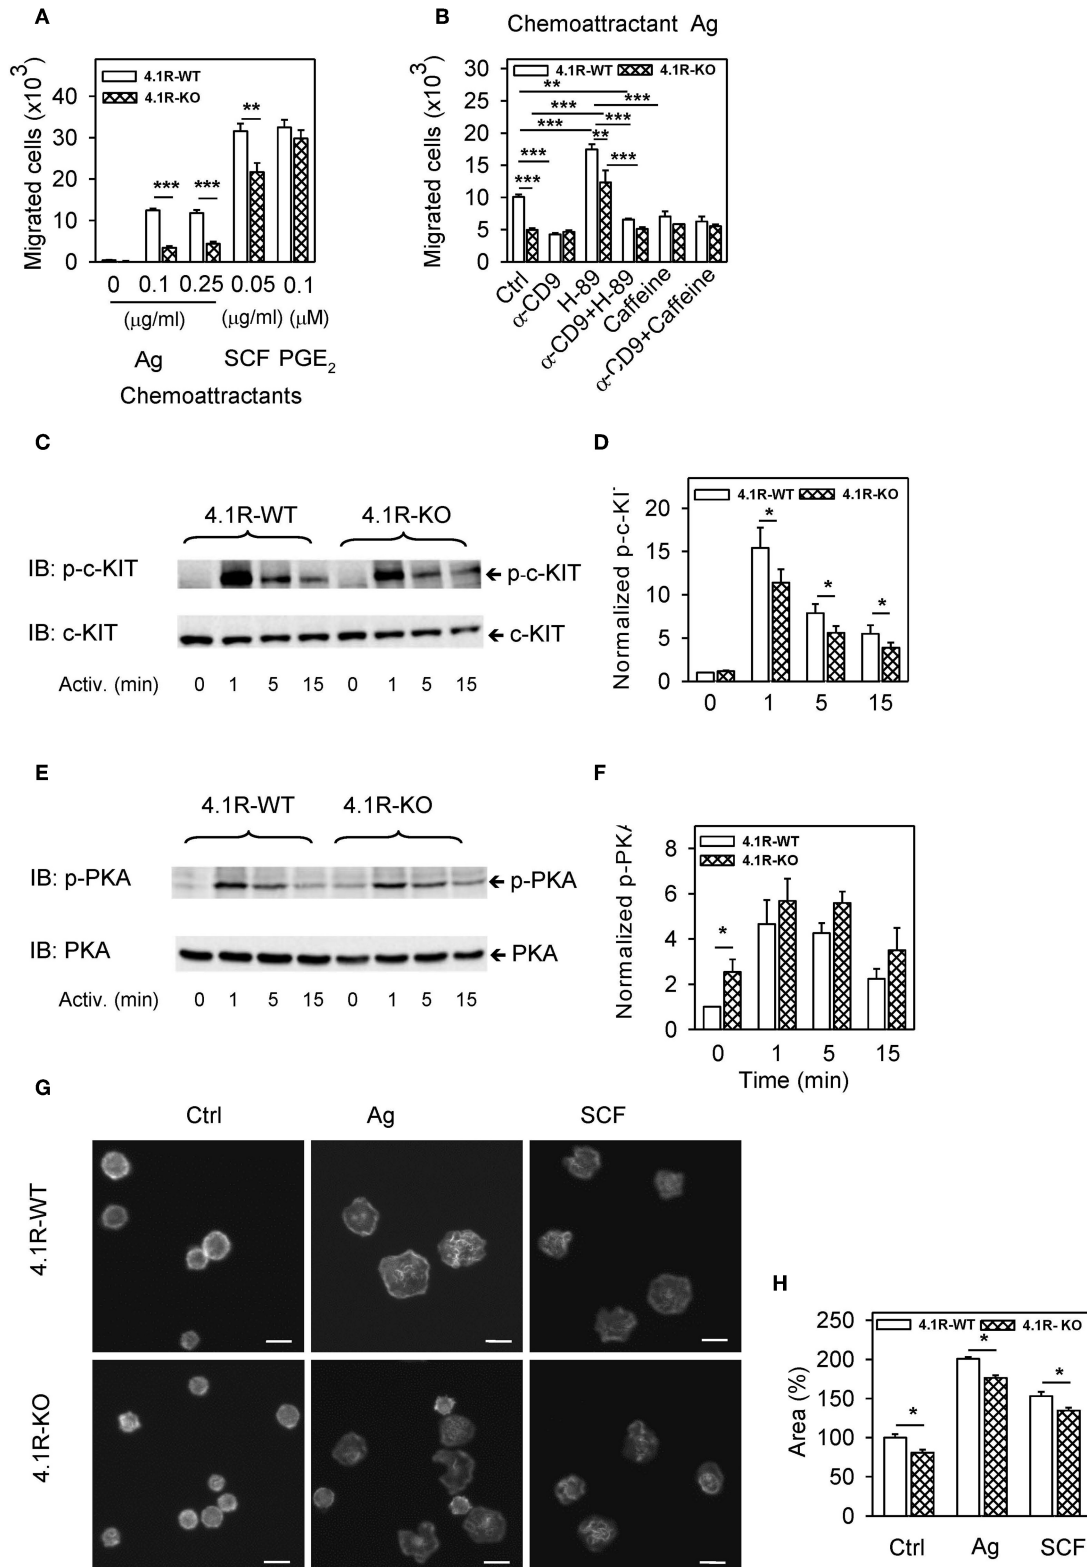 A
Migrated cells (x10³)
4.1R-WT
4.1R-KO
40
30
20
10
0
***
***
**
0 0.1 0.25 0.05 0.1
(μg/ml) (μg/ml) (μM)
Ag SCF PGE₂
Chemoattractants
B
Chemoattractant Ag
Migrated cells (x10³)
4.1R-WT 4.1R-KO
30
25
20
15
10
5
0
**
***
***
***
***
**
***
***
***
Ctrl
α-CD9
H-89
α-CD9+H-89
Caffeine
α-CD9+Caffeine
C
4.1R-WT 4.1R-KO
IB: p-c-KIT
p-c-KIT
IB: c-KIT
c-KIT
Activ. (min) 0 1 5 15 0 1 5 15
D
Normalized p-c-KI
4.1R-WT 4.1R-KO
20
15
10
5
0
*
*
*
0 1 5 15
E
4.1R-WT 4.1R-KO
IB: p-PKA
p-PKA
IB: PKA
PKA
Activ. (min) 0 1 5 15 0 1 5 15
F
Normalized p-PKA
4.1R-WT
4.1R-KO
8
6
4
2
0
*
0 1 5 15
Time (min)
G
Ctrl Ag SCF
4.1R-WT
4.1R-KO
H
Area (%)
4.1R-WT 4.1R- KO
250
200
150
100
50
0
*
*
*
Ctrl Ag SCF